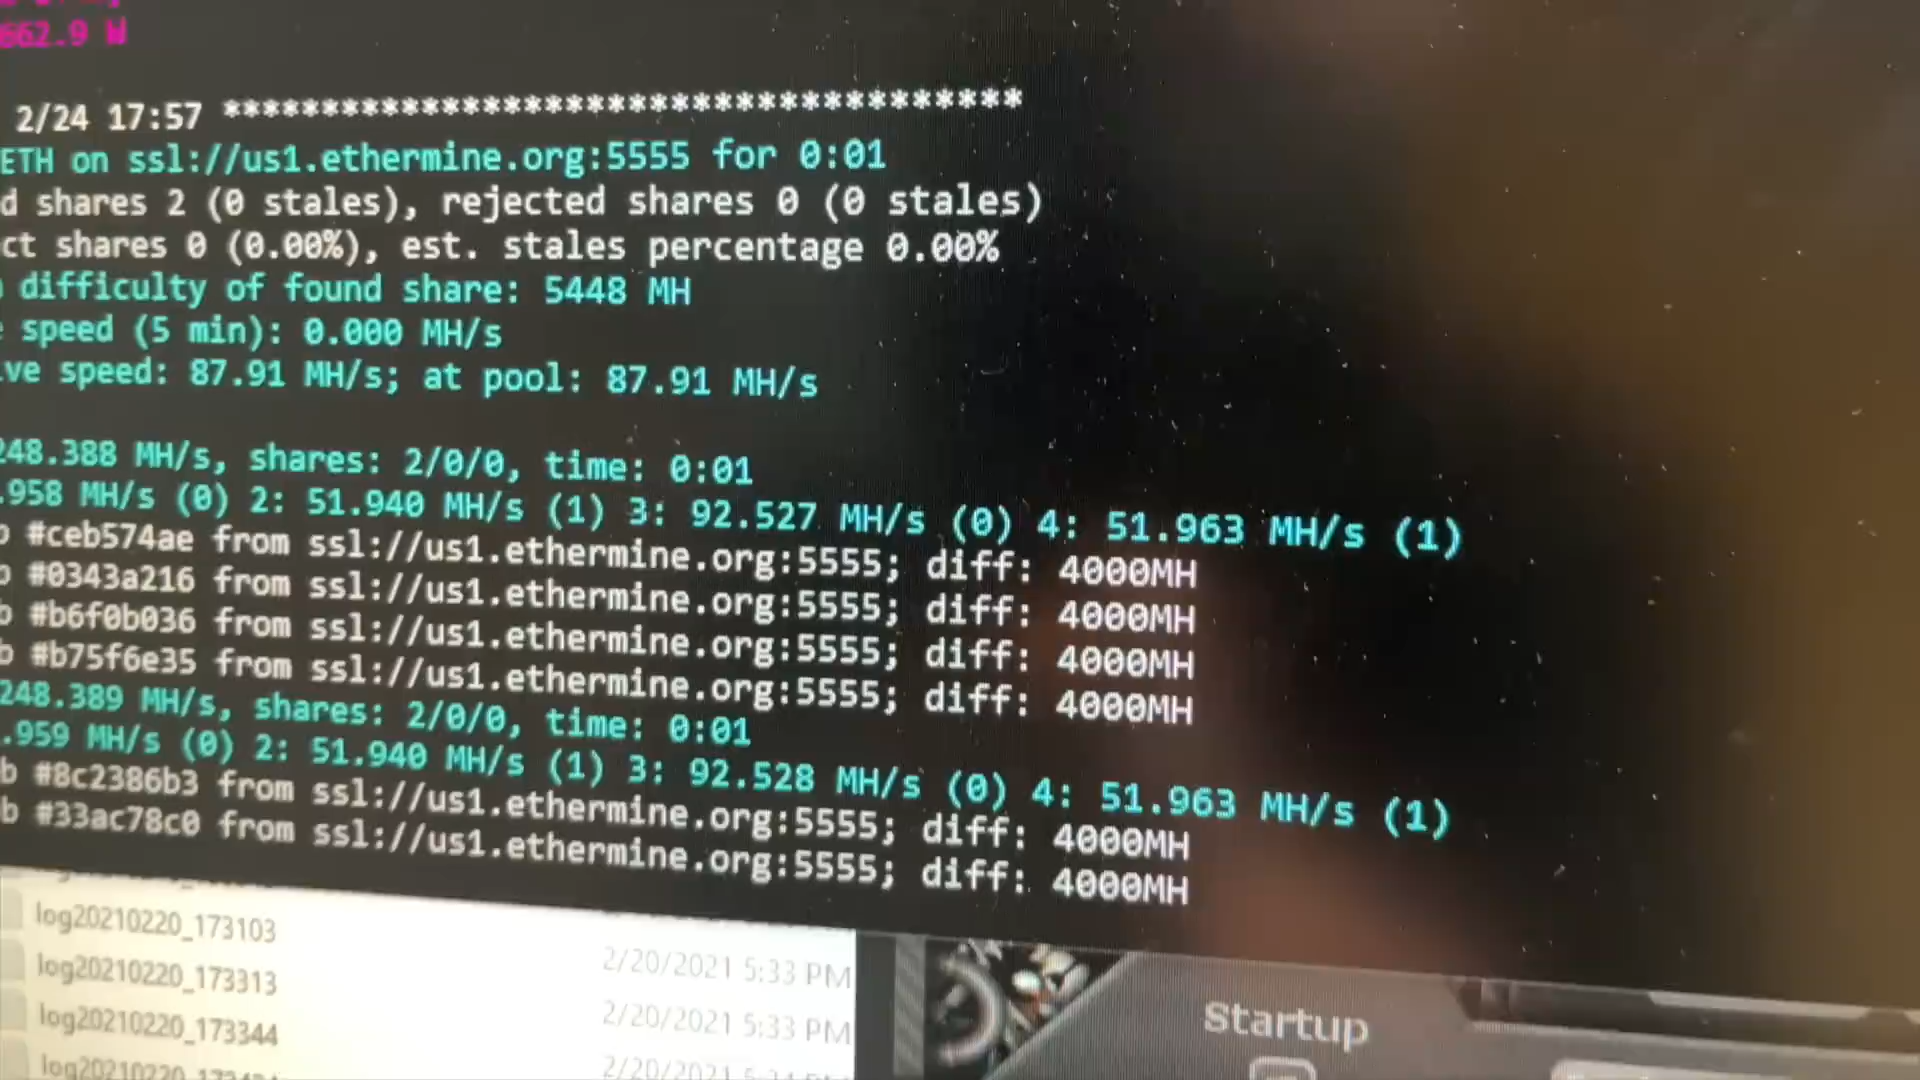 662.9 W
2/24 17:57 ***************************************
ETH on ssl://us1.ethermine.org:5555 for 0:01
d shares 2 (0 stales), rejected shares 0 (0 stales)
ct shares 0 (0.00%), est. stales percentage 0.00%
difficulty of found share: 5448 MH
speed (5 min): 0.000 MH/s
ve speed: 87.91 MH/s; at pool: 87.91 MH/s
248.388 MH/s, shares: 2/0/0, time: 0:01
.958 MH/s (0) 2: 51.940 MH/s (1) 3: 92.527 MH/s (0) 4: 51.963 MH/s (1)
b #ceb574ae from ssl://us1.ethermine.org:5555; diff: 4000MH
b #0343a216 from ssl://us1.ethermine.org:5555; diff: 4000MH
b #b6f0b036 from ssl://us1.ethermine.org:5555; diff: 4000MH
b #b75f6e35 from ssl://us1.ethermine.org:5555; diff: 4000MH
248.389 MH/s, shares: 2/0/0, time: 0:01
.959 MH/s (0) 2: 51.940 MH/s (1) 3: 92.528 MH/s (0) 4: 51.963 MH/s (1)
b #8c2386b3 from ssl://us1.ethermine.org:5555; diff: 4000MH
b #33ac78c0 from ssl://us1.ethermine.org:5555; diff: 4000MH
log20210220_173103
log20210220_173313 2/20/2021 5:33 PM
log20210220_173344 2/20/2021 5:33 PM
Startup